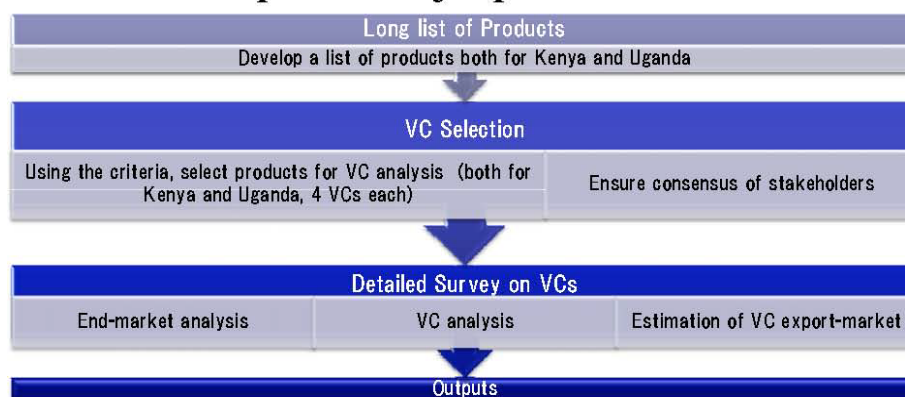 Long list of Products
Develop a list of products both for Kenya and Uganda
VC Selection
Using the criteria, select products for VC analysis (both for
Kenya and Uganda, 4 VCs each)
Ensure consensus of stakeholders
Detailed Survey on VCs
End-market analysis
VC analysis
Estimation of VC export-market
Outputs